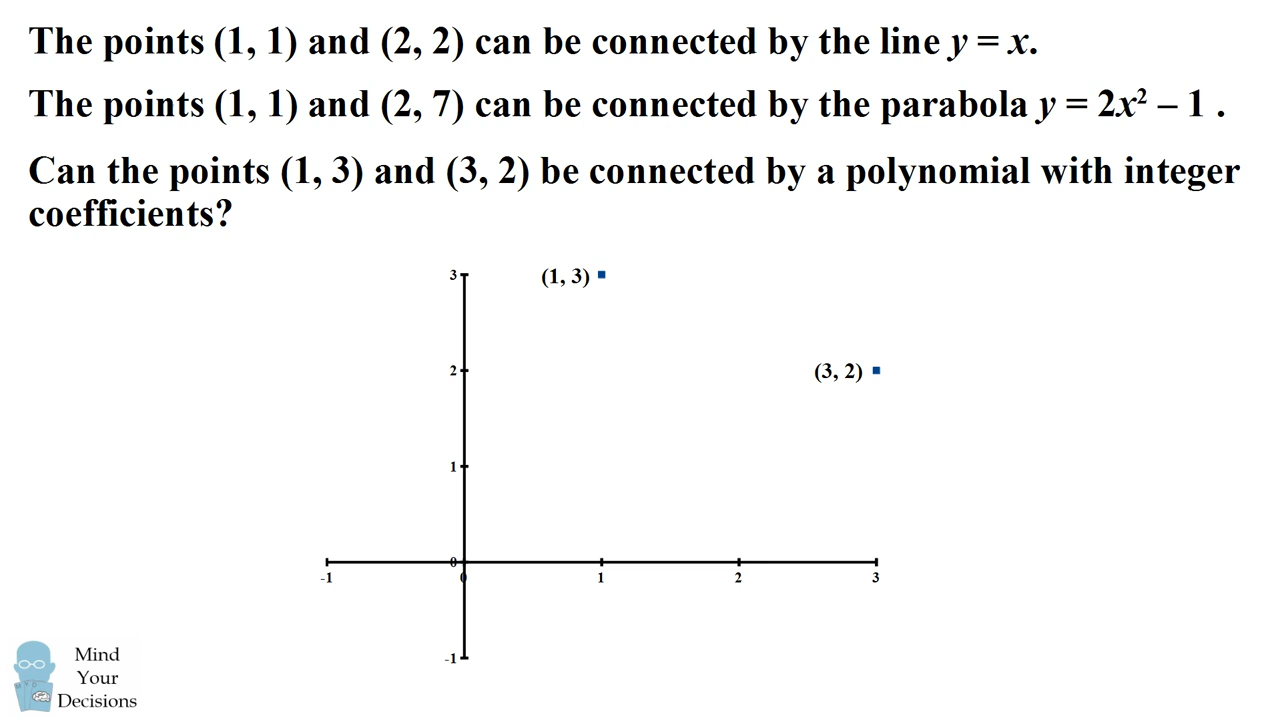 The points (1, 1) and (2, 2) can be connected by the line y = x.
The points (1, 1) and (2, 7) can be connected by the parabola y = 2x² – 1 .
Can the points (1, 3) and (3, 2) be connected by a polynomial with integer
coefficients?
3
(1, 3)
2
(3, 2)
1
0
-1
0
1
2
3
-1
Mind
Your
Decisions